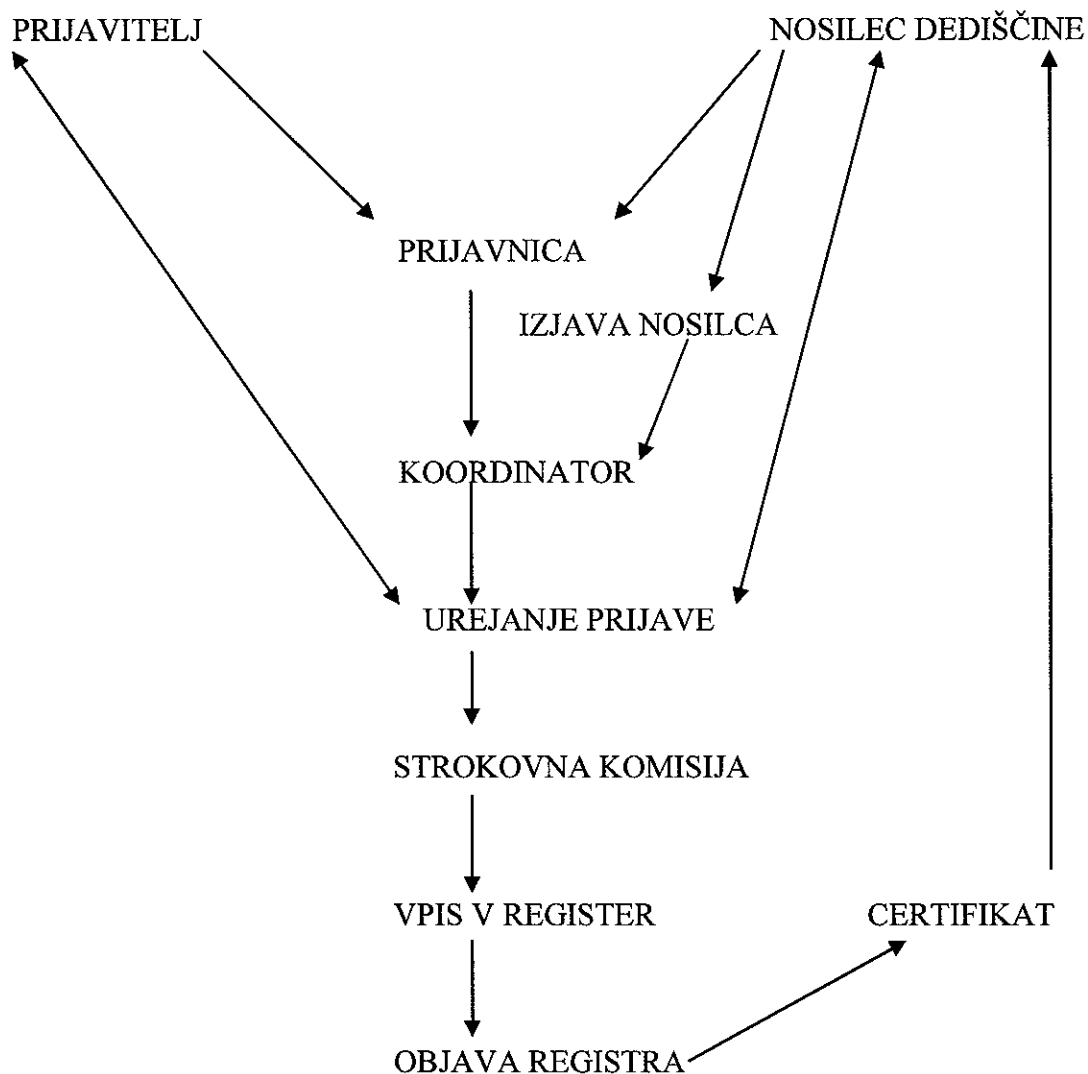 PRIJAVITELJ
NOSILEC DEDIŠČINE
PRIJAVNICA
IZJAVA NOSILCA
KOORDINATOR
UREJANJE PRIJAVE
STROKOVNA KOMISIJA
VPIS V REGISTER
CERTIFIKAT
OBJAVA REGISTRA